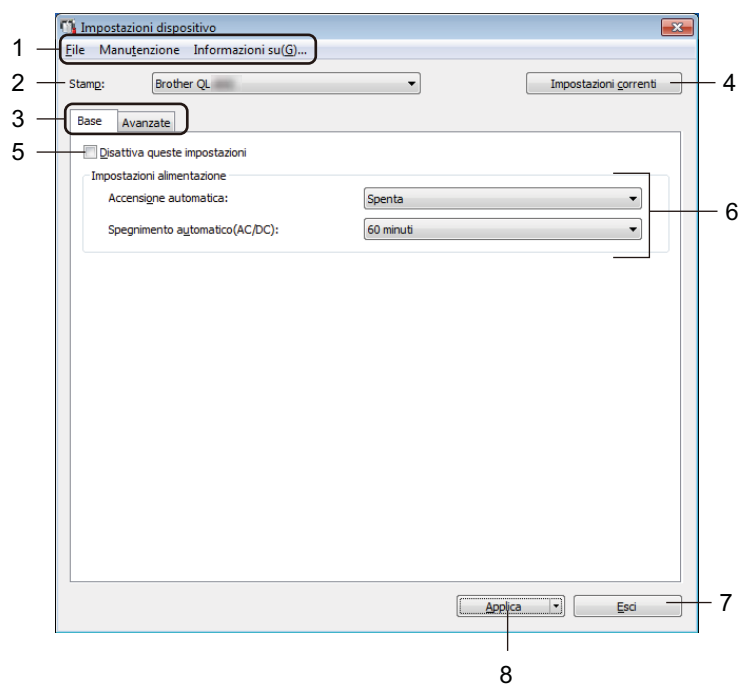 Impostazioni dispositivo
1
File Manutenzione Informazioni su(G)...
2
Stamp: Brother QL
Impostazioni correnti
4
3
Base Avanzate
5
Disattiva queste impostazioni
Impostazioni alimentazione
Accensione automatica: Spenta
6
Spegnimento automatico(AC/DC): 60 minuti
Applica
Esci
7
8